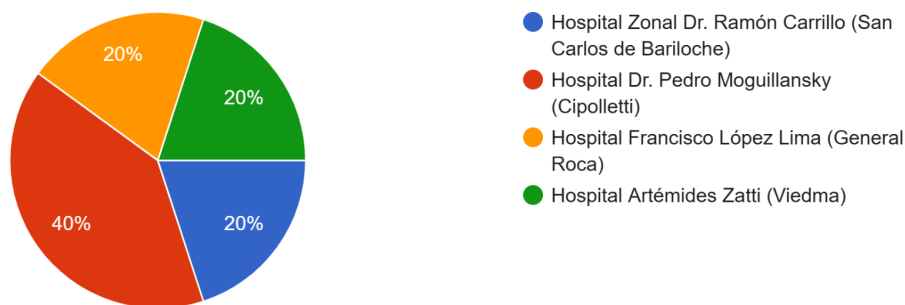 20%
20%
40%
20%
Hospital Zonal Dr. Ramón Carrillo (San
Carlos de Bariloche)
Hospital Dr. Pedro Moguillansky
(Cipolletti)
Hospital Francisco López Lima (General
Roca)
Hospital Artémides Zatti (Viedma)